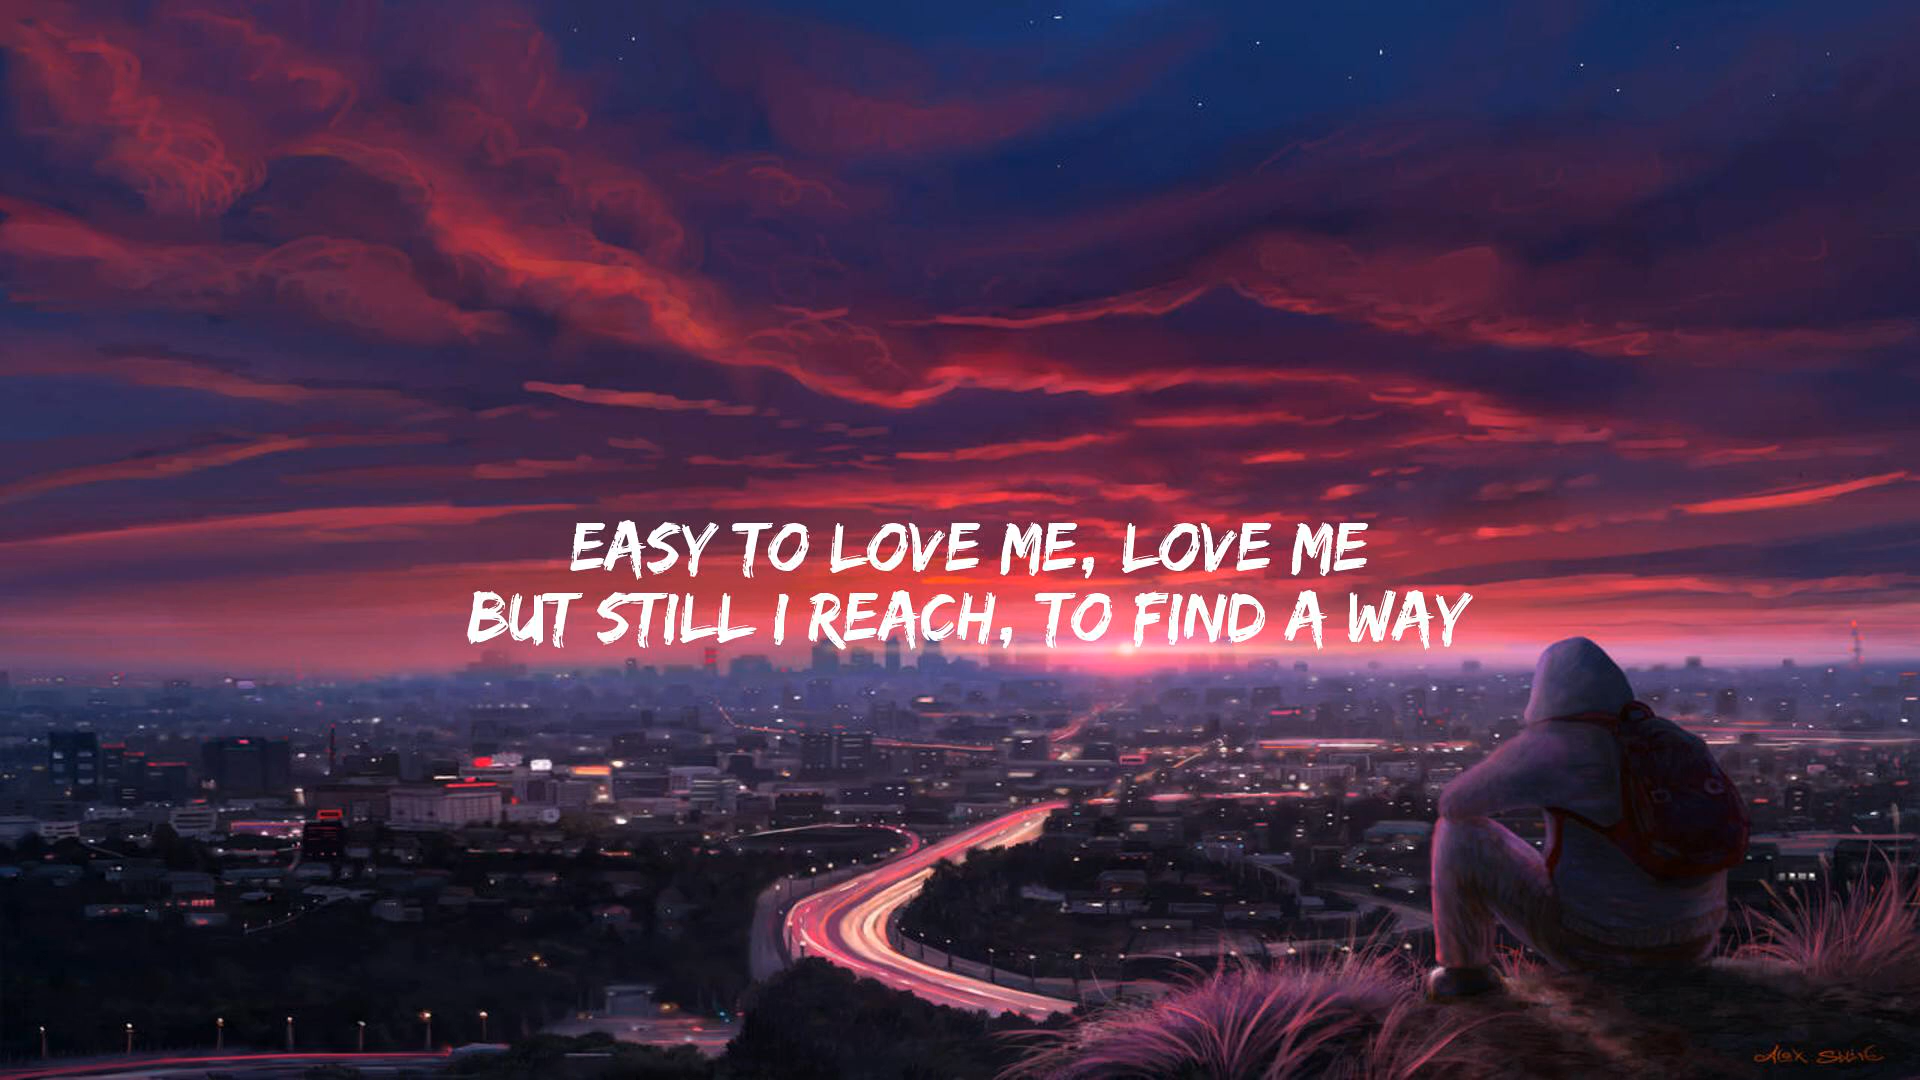 EASY TO LOVE ME, LOVE ME
BUT STILL I REACH, TO FIND A WAY